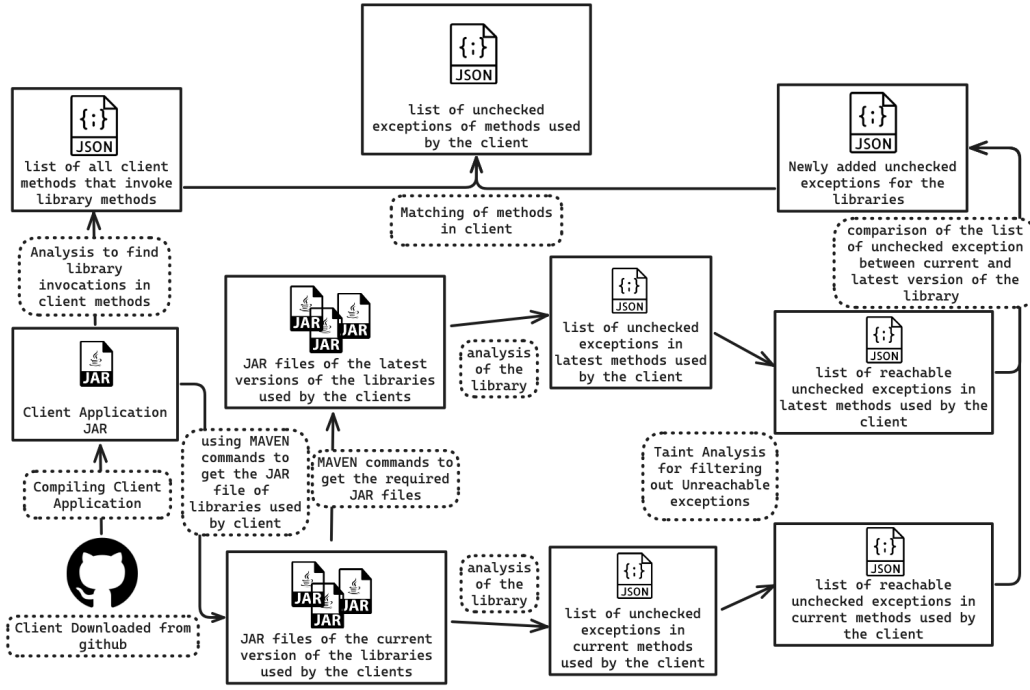 {;}
JSON
list of unchecked
exceptions of methods used
by the client
{;}
JSON
list of all client
methods that invoke
library methods
{;}
JSON
Newly added unchecked
exceptions for the
libraries
Matching of methods
in client
comparison of the list
of unchecked exception
between current and
latest version of the
library
Analysis to find
library
invocations in
client methods
JAR
JAR
JAR
JAR files of the latest
versions of the libraries
used by the clients
analysis
of the
library
{;}
JSON
list of unchecked
exceptions in
latest methods used
by the client
{;}
JSON
list of reachable
unchecked exceptions in
latest methods used by the
client
JAR
Client Application
JAR
using MAVEN
commands to
get the JAR
file of
libraries used
by client
MAVEN commands to
get the required
JAR files
Taint Analysis
for filtering
out Unreachable
exceptions
Compiling Client
Application
Client Downloaded from
github
JAR
JAR
JAR
JAR files of the current
version of the libraries
used by the clients
analysis
of the
library
{;}
JSON
list of unchecked
exceptions in
current methods
used by the client
{;}
JSON
list of reachable
unchecked exceptions in
current methods used by
the client